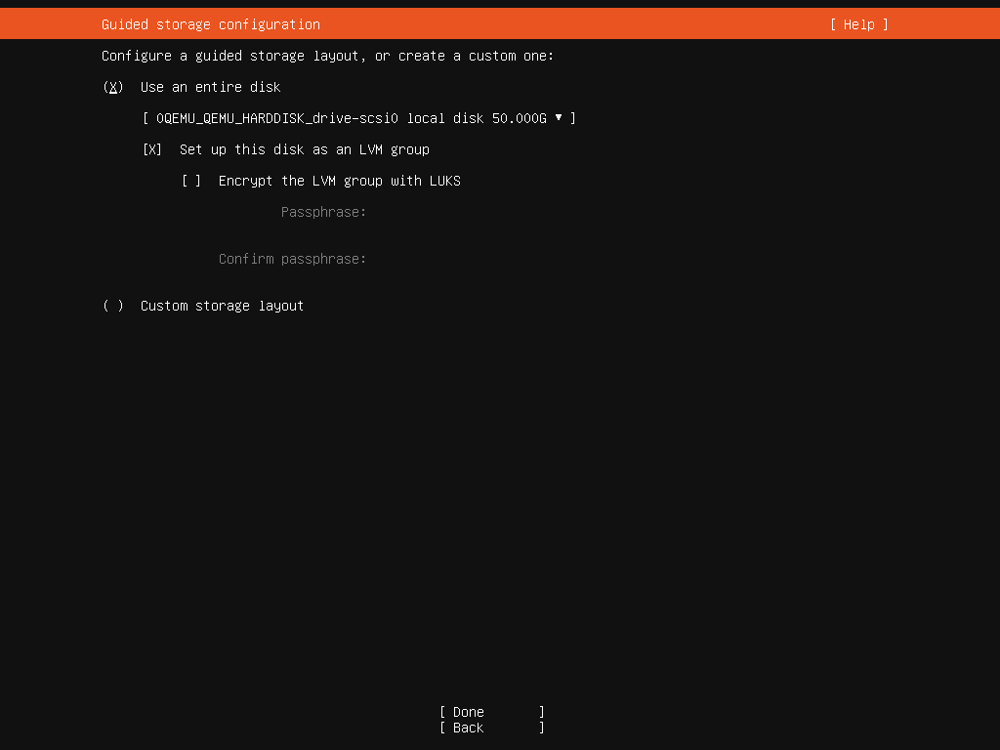 Guided storage configuration [ Help ]
Configure a guided storage layout, or create a custom one:
(X) Use an entire disk
[ 0QEMU_QEMU_HARDDISK_drive-scsi0 local disk 50.000G ▾ ]
[X] Set up this disk as an LVM group
[ ] Encrypt the LVM group with LUKS
Passphrase:
Confirm passphrase:
( ) Custom storage layout
[ Done ]
[ Back ]